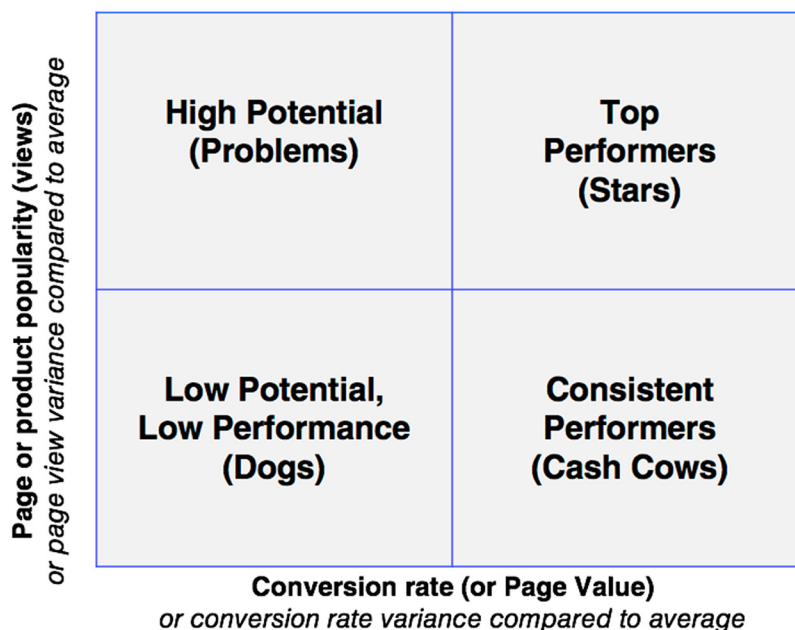 Page or product popularity (views)
or page view variance compared to average
High Potential
(Problems)
Top
Performers
(Stars)
Low Potential,
Low Performance
(Dogs)
Consistent
Performers
(Cash Cows)
Conversion rate (or Page Value)
or conversion rate variance compared to average